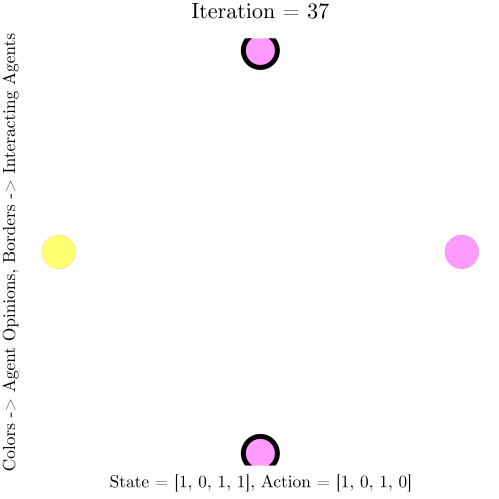 Iteration = 37
Colors -> Agent Opinions, Borders -> Interacting Agents
State = [1, 0, 1, 1], Action = [1, 0, 1, 0]